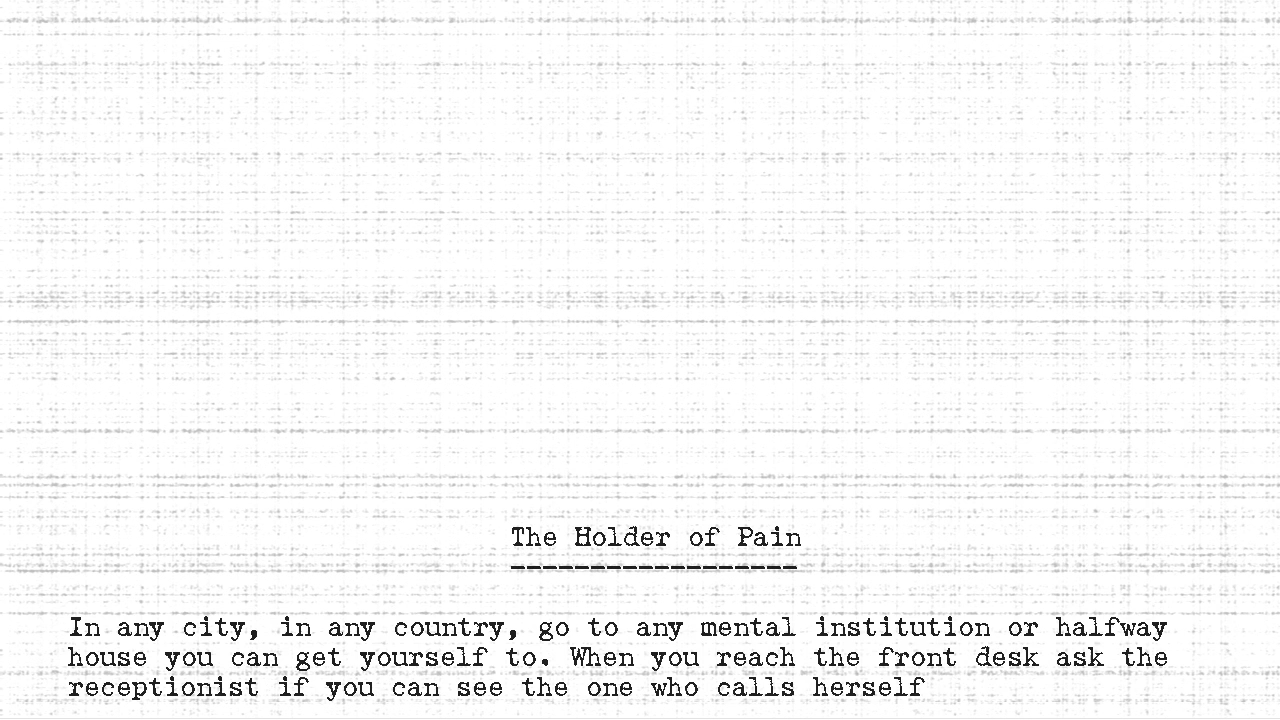 The Holder of Pain
------------------
In any city, in any country, go to any mental institution or halfway
house you can get yourself to. When you reach the front desk ask the
receptionist if you can see the one who calls herself